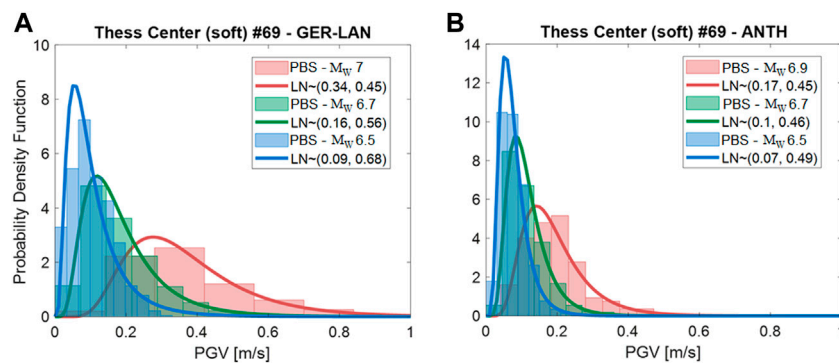 A
Thess Center (soft) #69 - GER-LAN
Probability Density Function
10
8
6
4
2
0
PBS - Mw 7
LN~(0.34, 0.45)
PBS - Mw 6.7
LN~(0.16, 0.56)
PBS - Mw 6.5
LN~(0.09, 0.68)
0 0.2 0.4 0.6 0.8 1
PGV [m/s]
B
Thess Center (soft) #69 - ANTH
14
12
10
8
6
4
2
0
PBS - Mw 6.9
LN~(0.17, 0.45)
PBS - Mw 6.7
LN~(0.1, 0.46)
PBS - Mw 6.5
LN~(0.07, 0.49)
0 0.2 0.4 0.6 0.8 1
PGV [m/s]